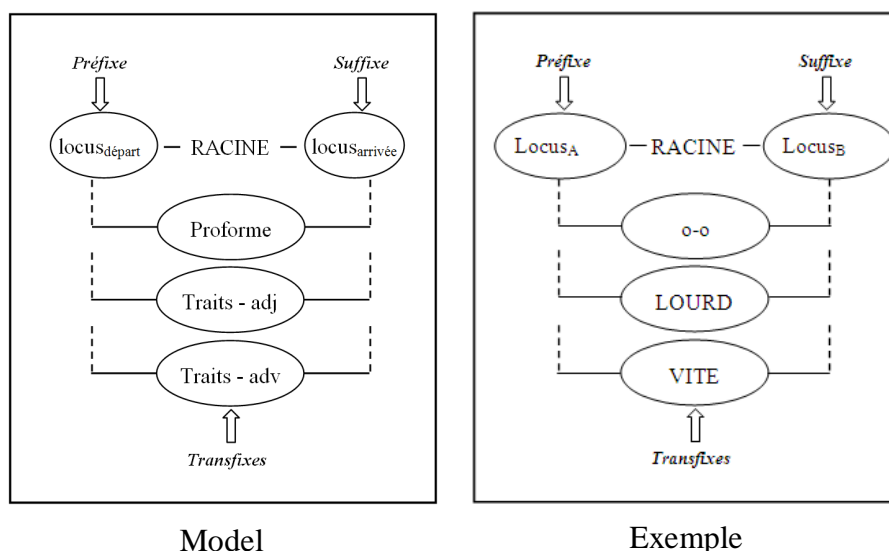 Préfixe Suffixe
locusdépart RACINE locusarrivée
Proforme
Traits - adj
Traits - adv
Transfixes
Model
Préfixe Suffixe
LocusA RACINE LocusB
o-o
LOURD
VITE
Transfixes
Exemple